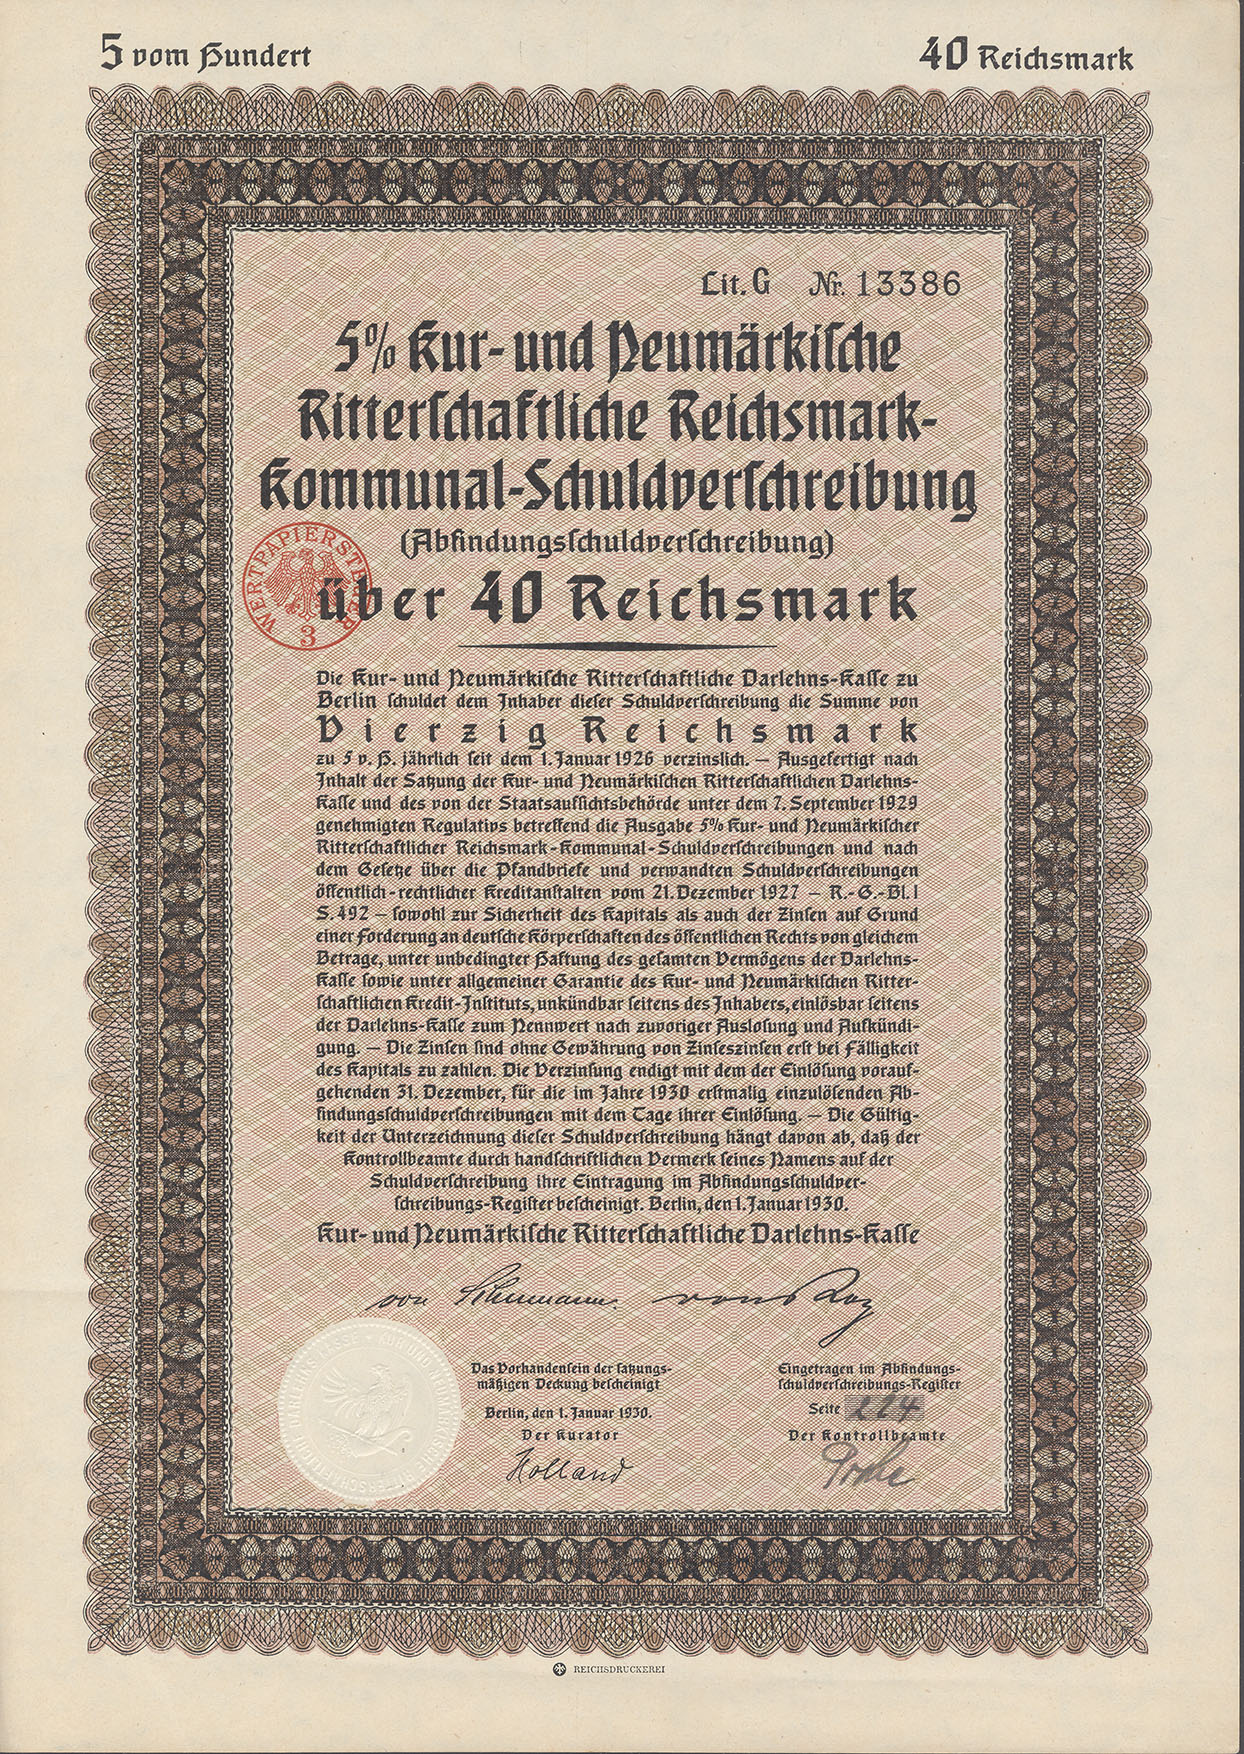 5 vom Hundert
40 Reichsmark
Lit. G Nr. 13386
5% Kur- und Neumärkische
Ritterschaftliche Reichsmark-
Kommunal-Schuldverschreibung
(Abfindungsschuldverschreibung)
WERTPAPIERSTEUER
3
über 40 Reichsmark
Die Kur- und Neumärkische Ritterschaftliche Darlehns-Kasse zu
Berlin schuldet dem Inhaber dieser Schuldverschreibung die Summe von
Vierzig Reichsmark
zu 5 v. H. jährlich seit dem 1. Januar 1926 verzinslich. — Ausgefertigt nach
Inhalt der Satzung der Kur- und Neumärkischen Ritterschaftlichen Darlehns-
Kasse und des von der Staatsaufsichtsbehörde unter dem 7. September 1929
genehmigten Regulativs betreffend die Ausgabe 5% Kur- und Neumärkischer
Ritterschaftlicher Reichsmark-Kommunal-Schuldverschreibungen und nach
dem Gesetze über die Pfandbriefe und verwandten Schuldverschreibungen
öffentlich-rechtlicher Kreditanstalten vom 21. Dezember 1927 — R.-G.-Bl. I
S. 492 — sowohl zur Sicherheit des Kapitals als auch der Zinsen auf Grund
einer Forderung an deutsche Körperschaften des öffentlichen Rechts von gleichem
Betrage, unter unbedingter Haftung des gesamten Vermögens der Darlehns-
Kasse sowie unter allgemeiner Garantie des Kur- und Neumärkischen Ritter-
schaftlichen Kredit-Instituts, unkündbar seitens des Inhabers, einlösbar seitens
der Darlehns-Kasse zum Nennwert nach zuvoriger Auslosung und Aufkündi-
gung. — Die Zinsen sind ohne Gewährung von Zinseszinsen erst bei Fälligkeit
des Kapitals zu zahlen. Die Verzinsung endigt mit dem der Einlösung vorauf-
gehenden 31. Dezember, für die im Jahre 1930 erstmalig einzulösenden Ab-
findungsschuldverschreibungen mit dem Tage ihrer Einlösung. — Die Gültig-
keit der Unterzeichnung dieser Schuldverschreibung hängt davon ab, daß der
Kontrollbeamte durch handschriftlichen Vermerk seines Namens auf der
Schuldverschreibung ihre Eintragung im Abfindungsschuldver-
schreibungs-Register bescheinigt. Berlin, den 1. Januar 1930.
Kur- und Neumärkische Ritterschaftliche Darlehns-Kasse
von
Das Vorhandensein der satzungs-
mäßigen Deckung bescheinigt
Berlin, den 1. Januar 1930.
Der Kurator
Holland
Eingetragen im Abfindungs-
schuldverschreibungs-Register
Seite
Der Kontrollbeamte
REICHSDRUCKEREI